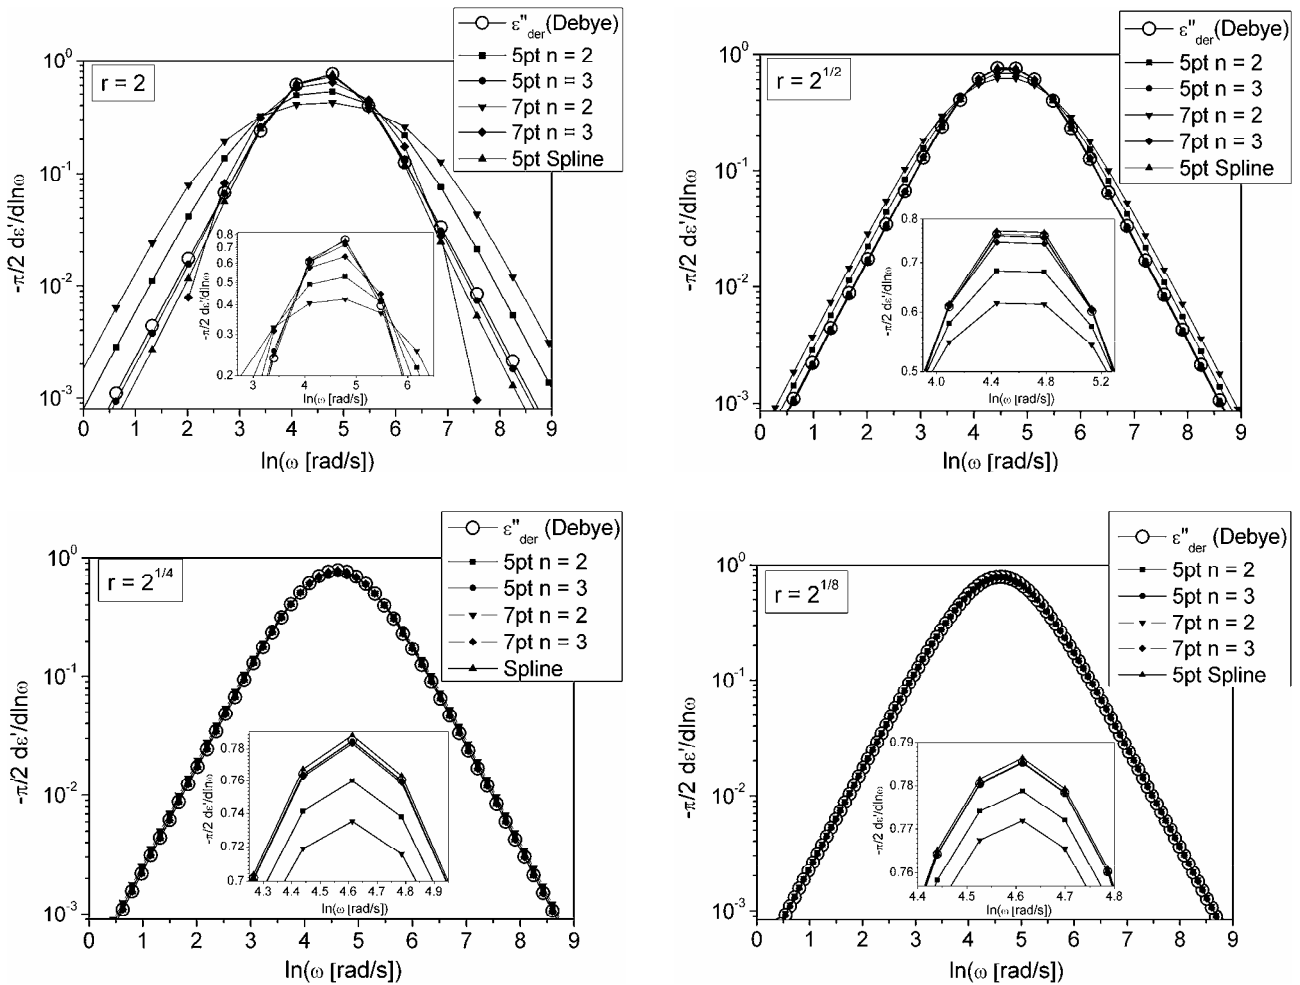 ε''der (Debye)
5pt n = 2
5pt n = 3
7pt n = 2
7pt n = 3
5pt Spline
r = 2
10^0
10^-1
10^-2
10^-3
-π/2 dε'/dlnω
0 1 2 3 4 5 6 7 8 9
ln(ω [rad/s])
0.8
0.7
0.6
0.5
0.4
0.3
0.2
-π/2 dε'/dlnω
3 4 5 6
ln(ω [rad/s])
ε''der (Debye)
5pt n = 2
5pt n = 3
7pt n = 2
7pt n = 3
5pt Spline
r = 2^1/2
10^0
10^-1
10^-2
10^-3
-π/2 dε'/dlnω
0 1 2 3 4 5 6 7 8 9
ln(ω [rad/s])
0.8
0.7
0.6
0.5
-π/2 dε'/dlnω
4.0 4.4 4.8 5.2
ln(ω [rad/s])
ε''der (Debye)
5pt n = 2
5pt n = 3
7pt n = 2
7pt n = 3
Spline
r = 2^1/4
10^0
10^-1
10^-2
10^-3
-π/2 dε'/dlnω
0 1 2 3 4 5 6 7 8 9
ln(ω [rad/s])
0.78
0.76
0.74
0.72
0.7
-π/2 dε'/dlnω
4.3 4.4 4.5 4.6 4.7 4.8 4.9
ln(ω [rad/s])
ε''der (Debye)
5pt n = 2
5pt n = 3
7pt n = 2
7pt n = 3
5pt Spline
r = 2^1/8
10^0
10^-1
10^-2
10^-3
-π/2 dε'/dlnω
0 1 2 3 4 5 6 7 8 9
ln(ω [rad/s])
0.79
0.78
0.77
0.76
-π/2 dε'/dlnω
4.4 4.5 4.6 4.7 4.8
ln(ω [rad/s])